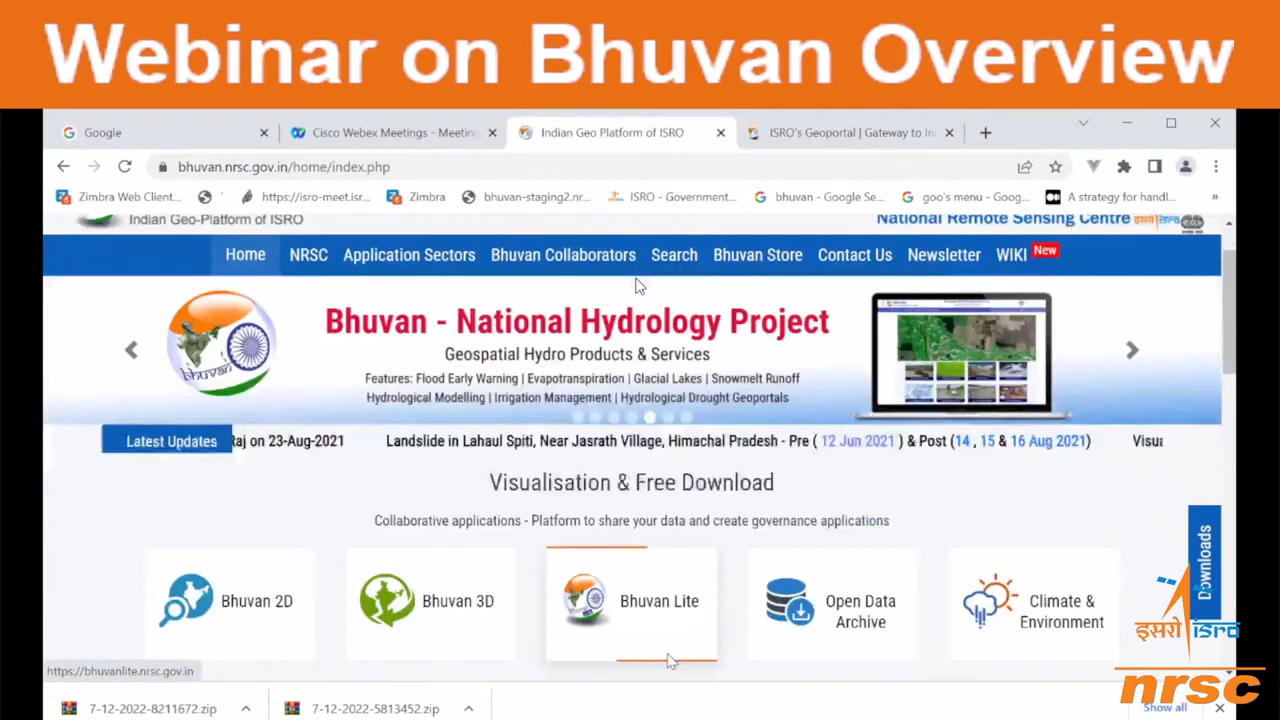 Webinar on Bhuvan Overview
Google
Cisco Webex Meetings - Meeting
Indian Geo Platform of ISRO
ISRO's Geoportal | Gateway to In
bhuvan.nrsc.gov.in/home/index.php
Zimbra Web Client...
https://isro-meet.isr...
Zimbra
bhuvan-staging2.nr...
ISRO - Government...
bhuvan - Google Se...
goo's menu - Goog...
A strategy for handl...
»
Indian Geo-Platform of ISRO
National Remote Sensing Centre
Home NRSC Application Sectors Bhuvan Collaborators Search Bhuvan Store Contact Us Newsletter WIKI New
Bhuvan - National Hydrology Project
Geospatial Hydro Products & Services
Features: Flood Early Warning | Evapotranspiration | Glacial Lakes | Snowmelt Runoff
Hydrological Modelling | Irrigation Management | Hydrological Drought Geoportals
bhuvan
Latest Updates
Raj on 23-Aug-2021
Landslide in Lahaul Spiti, Near Jasrath Village, Himachal Pradesh - Pre ( 12 Jun 2021 ) & Post (14 , 15 & 16 Aug 2021)
Visualisation & Free Download
Collaborative applications - Platform to share your data and create governance applications
Bhuvan 2D
Bhuvan 3D
Bhuvan Lite
Open Data
Archive
Climate &
Environment
Downloads
इसरो isro
nrsc
https://bhuvanlite.nrsc.gov.in
7-12-2022-8211672.zip
7-12-2022-5813452.zip
Show all